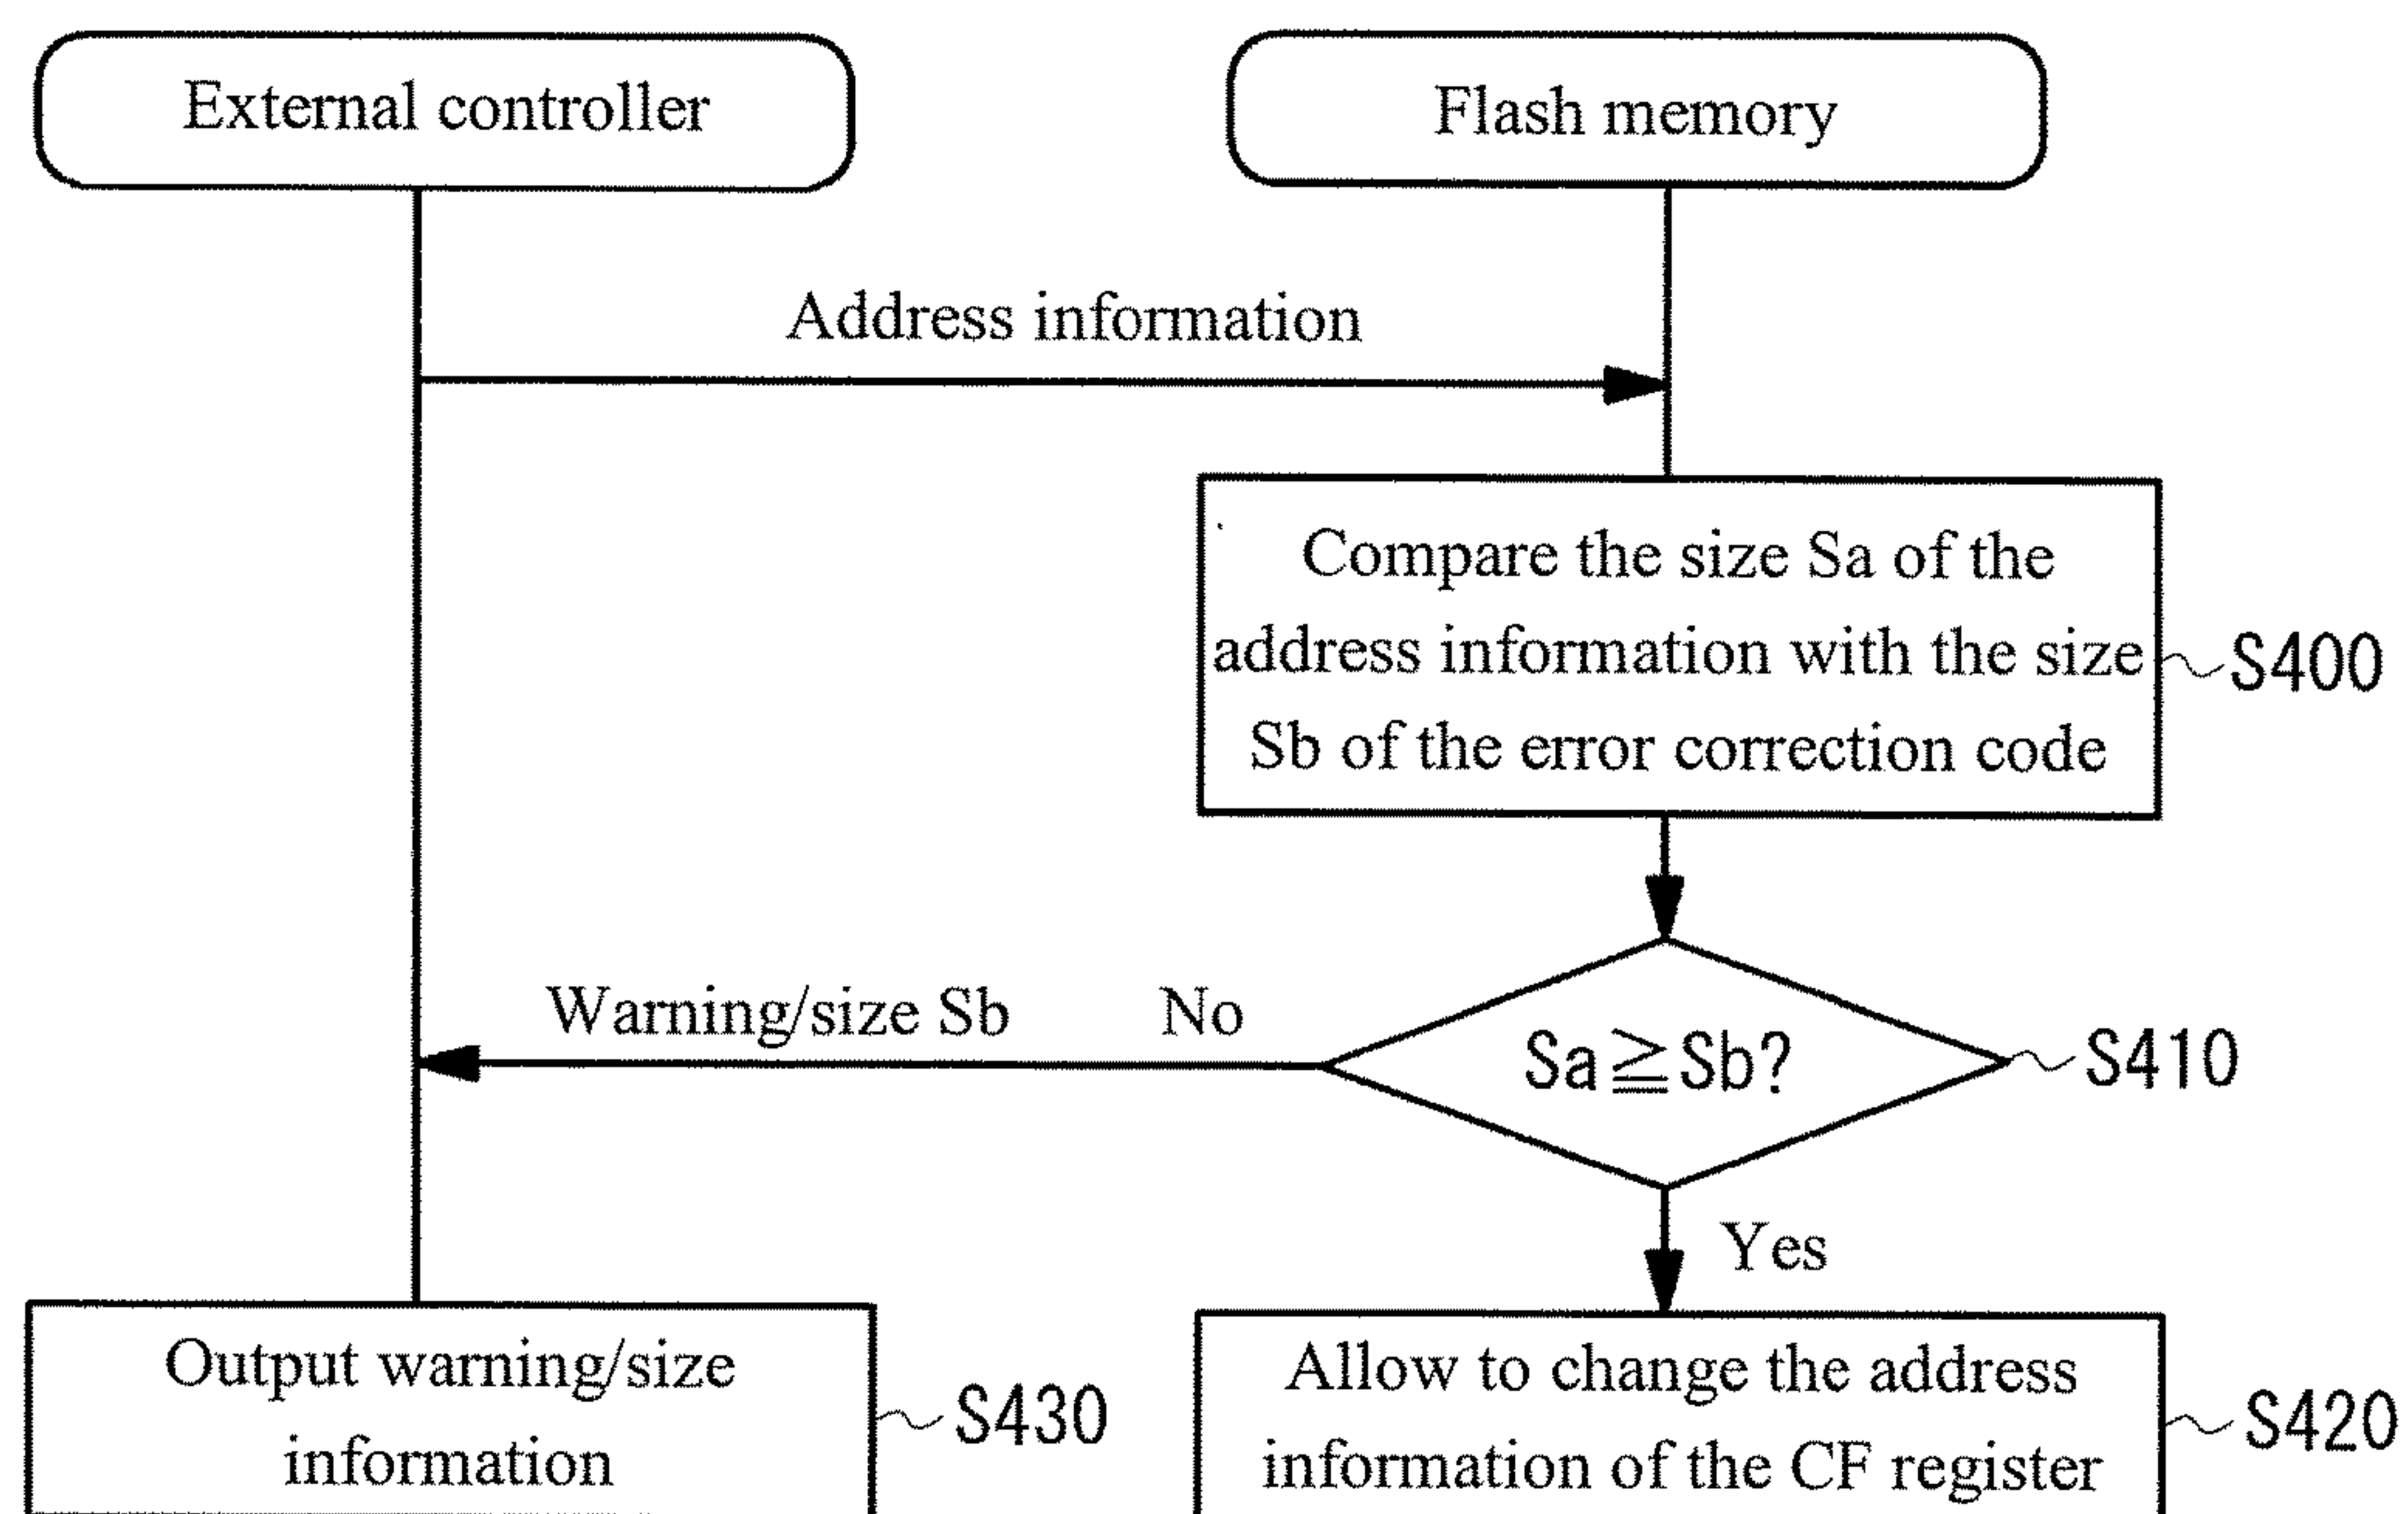 External controller
Flash memory
Address information
Compare the size Sa of the
address information with the size
Sb of the error correction code
S400
Warning/size Sb
No
Sa≧Sb?
S410
Yes
Output warning/size
information
S430
Allow to change the address
information of the CF register
S420